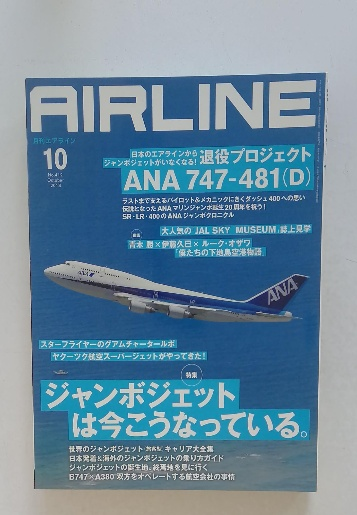 AIRLINE
月刊エアライン
10
日本のエアラインから
ジャンボジェットがいなくなる!
退役プロジェクト
ANA 747-481(D)
ラストまで支えるパイロット&メカニックにきくダッシュ400への思い
伝説となったANAマリンジャンボ誕生20周年を祝う!
SR・LR・400のANAジャンボクロニクル
大人気の「JAL SKY MUSEUM」誌上見学
青木 勝×伊藤久巳×ルーク・オザワ
「僕たちの下地島空港物語」
ANA
スターフライヤーのグアムチャータールポ
ヤクーツク航空スーパージェットがやってきた!
特集
ジャンボジェット
は今こうなっている。
世界のジャンボジェット キャリア大全集
日本発着&海外のジャンボジェットの乗り方ガイド
ジャンボジェットの誕生地、終焉地を見に行く
B747×A380 双方をオペレートする航空会社の事情